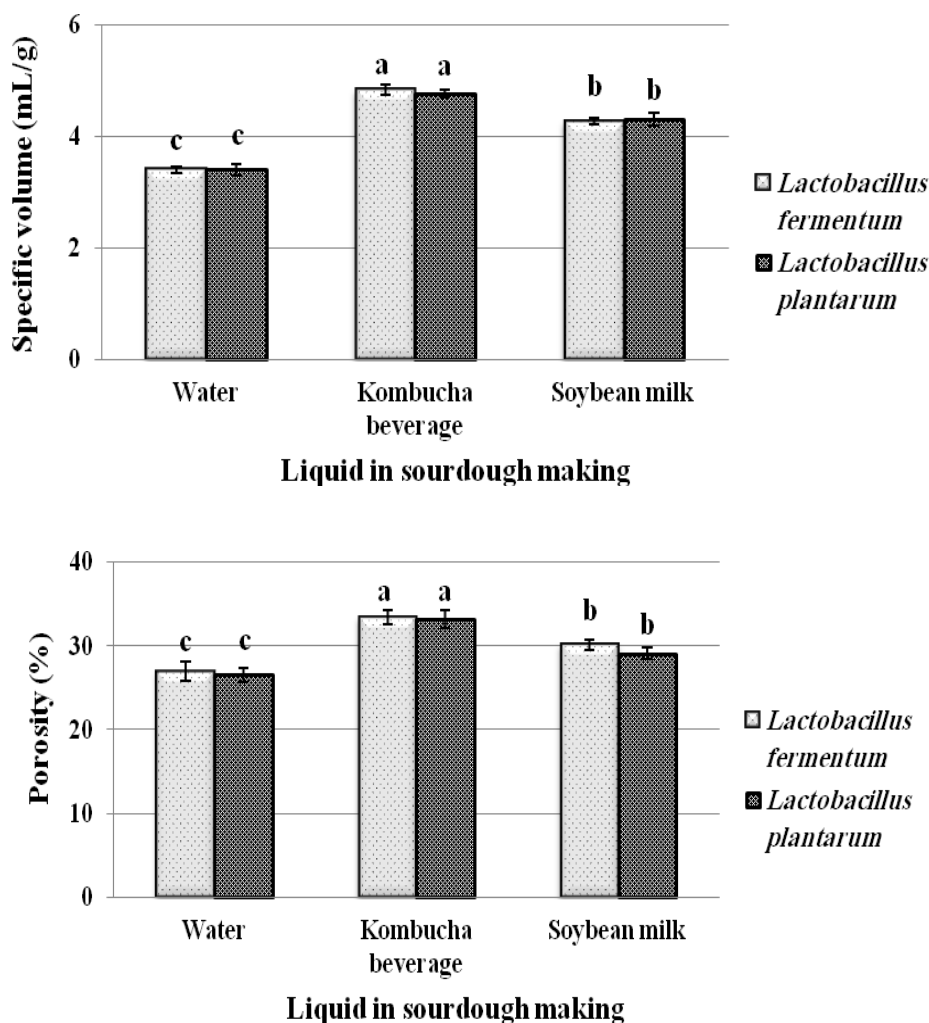 Specific volume (mL/g)
6
4
2
0
c c
a a
b b
Water
Kombucha
beverage
Soybean milk
Liquid in sourdough making
Lactobacillus
fermentum
Lactobacillus
plantarum
Porosity (%)
40
30
20
10
0
c c
a a
b b
Water
Kombucha
beverage
Soybean milk
Liquid in sourdough making
Lactobacillus
fermentum
Lactobacillus
plantarum